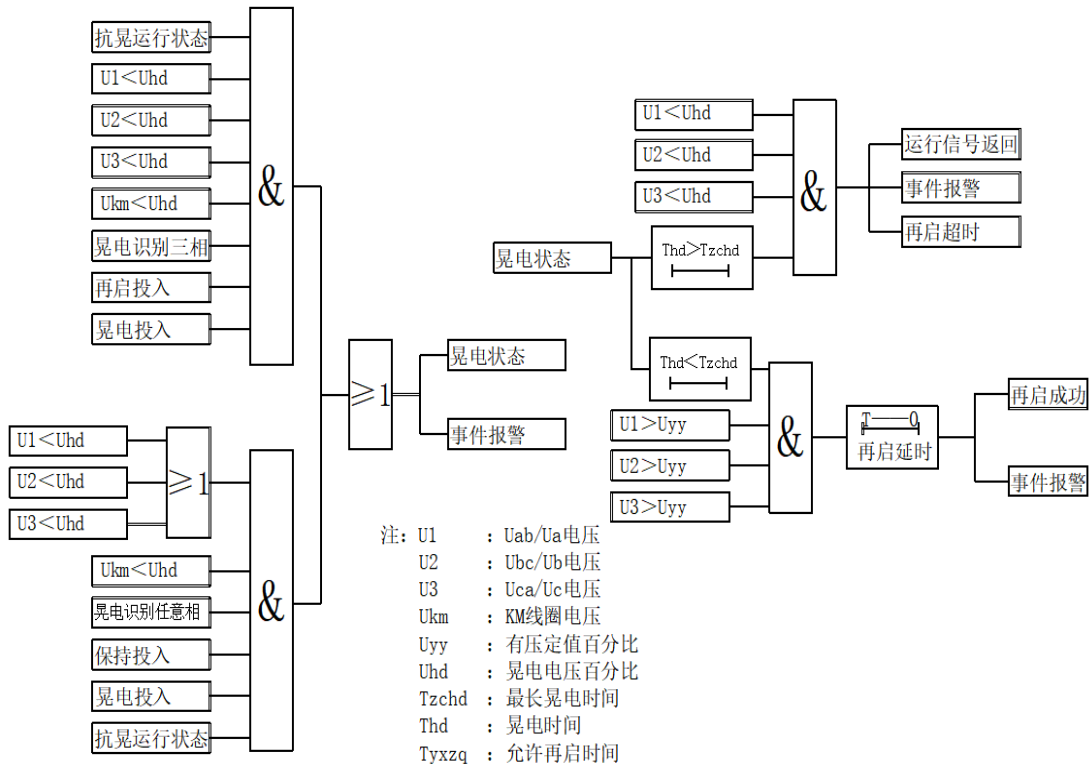 抗晃运行状态
U1<Uhd
U2<Uhd
U3<Uhd
Ukm<Uhd
晃电识别三相
再启投入
晃电投入
&
U1<Uhd
U2<Uhd
U3<Uhd
≥1
Ukm<Uhd
晃电识别任意相
保持投入
晃电投入
抗晃运行状态
&
≥1
晃电状态
事件报警
U1<Uhd
U2<Uhd
U3<Uhd
晃电状态
Thd>Tzchd
&
运行信号返回
事件报警
再启超时
Thd<Tzchd
U1>Uyy
U2>Uyy
U3>Uyy
&
T——0
再启延时
再启成功
事件报警
注: U1 : Uab/Ua电压
U2 : Ubc/Ub电压
U3 : Uca/Uc电压
Ukm : KM线圈电压
Uyy : 有压定值百分比
Uhd : 晃电电压百分比
Tzchd : 最长晃电时间
Thd : 晃电时间
Tyxzq : 允许再启时间